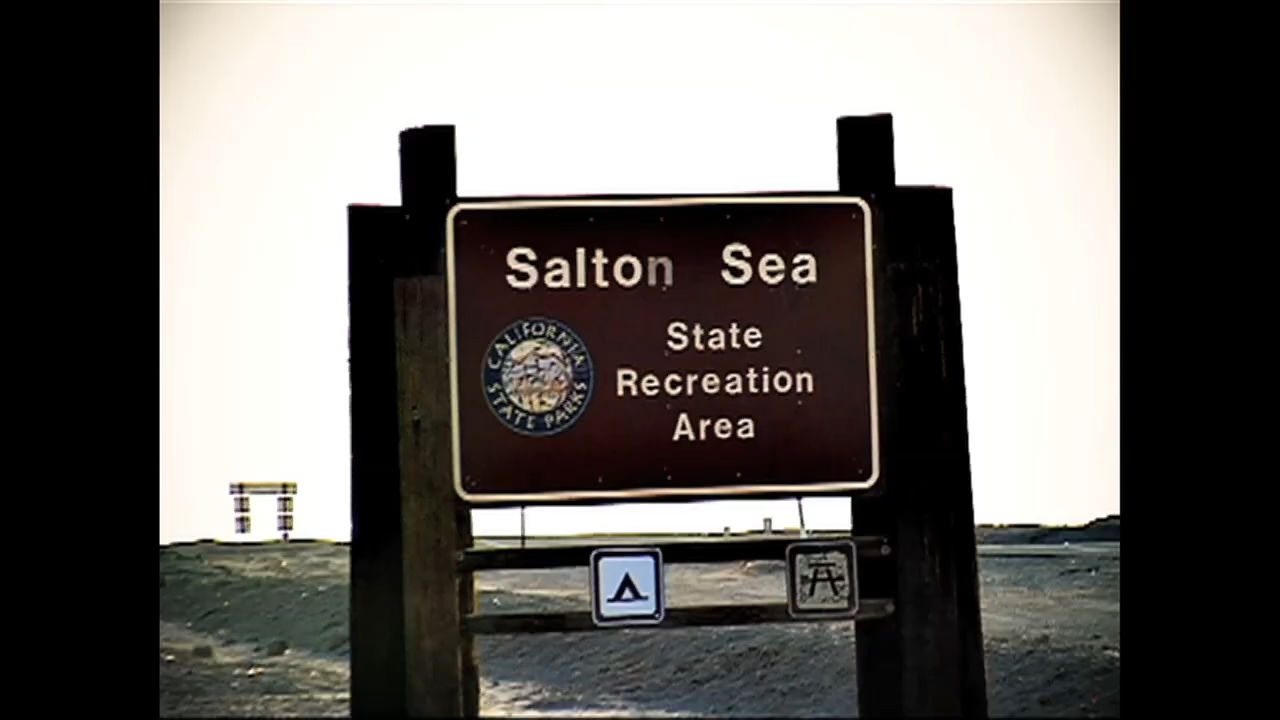 Salton Sea
State
Recreation
Area
CALIFORNIA
STATE PARKS